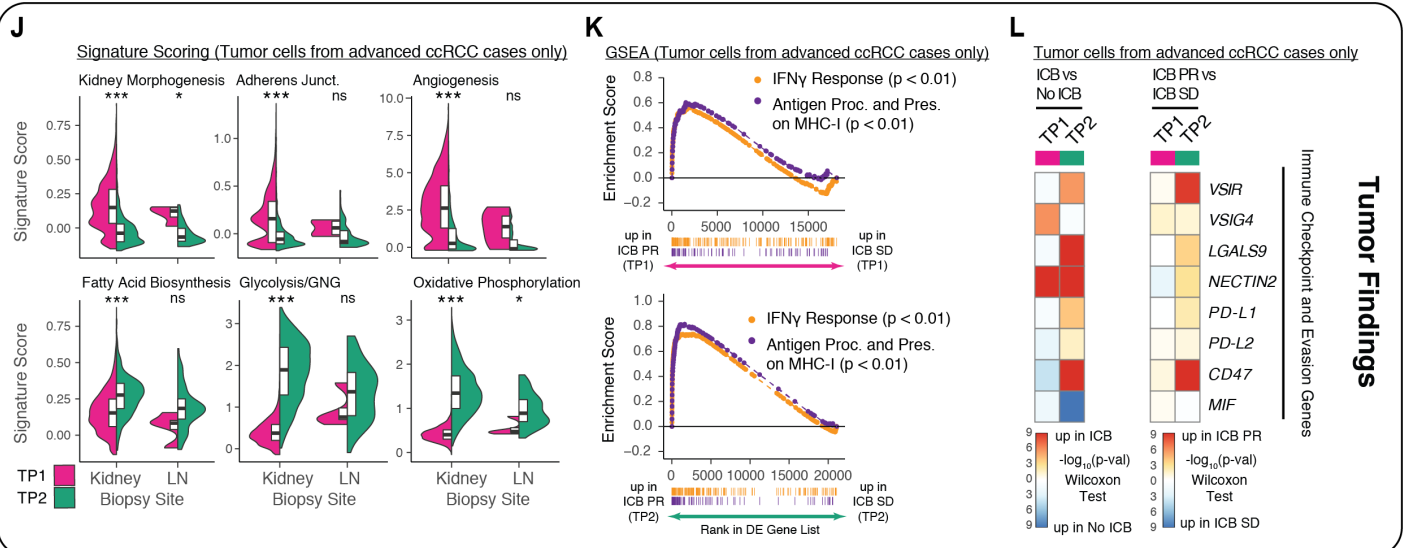 J
Signature Scoring (Tumor cells from advanced ccRCC cases only)
Kidney Morphogenesis
Adherens Junct.
Angiogenesis
***
*
***
ns
***
ns
Signature Score
0.75
0.50
0.25
0.00
1.0
0.5
0.0
10.0
7.5
5.0
2.5
0.0
Fatty Acid Biosynthesis
Glycolysis/GNG
Oxidative Phosphorylation
***
ns
***
ns
***
*
Signature Score
0.75
0.50
0.25
0.00
3
2
1
0
3
2
1
0
TP1
TP2
Kidney LN
Biopsy Site
Kidney LN
Biopsy Site
Kidney LN
Biopsy Site
K
GSEA (Tumor cells from advanced ccRCC cases only)
Enrichment Score
0.8
0.6
0.4
0.2
0.0
−0.2
IFNγ Response (p < 0.01)
Antigen Proc. and Pres.
on MHC-I (p < 0.01)
0 5000 10000 15000
up in
ICB PR
(TP1)
up in
ICB SD
(TP1)
Enrichment Score
1.0
0.8
0.6
0.4
0.2
0.0
−0.2
IFNγ Response (p < 0.01)
Antigen Proc. and Pres.
on MHC-I (p < 0.01)
0 5000 10000 15000 20000
up in
ICB PR
(TP2)
up in
ICB SD
(TP2)
Rank in DE Gene List
L
Tumor cells from advanced ccRCC cases only
ICB vs
No ICB
ICB PR vs
ICB SD
TP1
TP2
TP1
TP2
VSIR
VSIG4
LGALS9
NECTIN2
PD-L1
PD-L2
CD47
MIF
Immune Checkpoint and Evasion Genes
9
6
3
0
3
6
9
up in ICB
-log10(p-val)
Wilcoxon
Test
up in No ICB
9
6
3
0
3
6
9
up in ICB PR
-log10(p-val)
Wilcoxon
Test
up in ICB SD
Tumor Findings